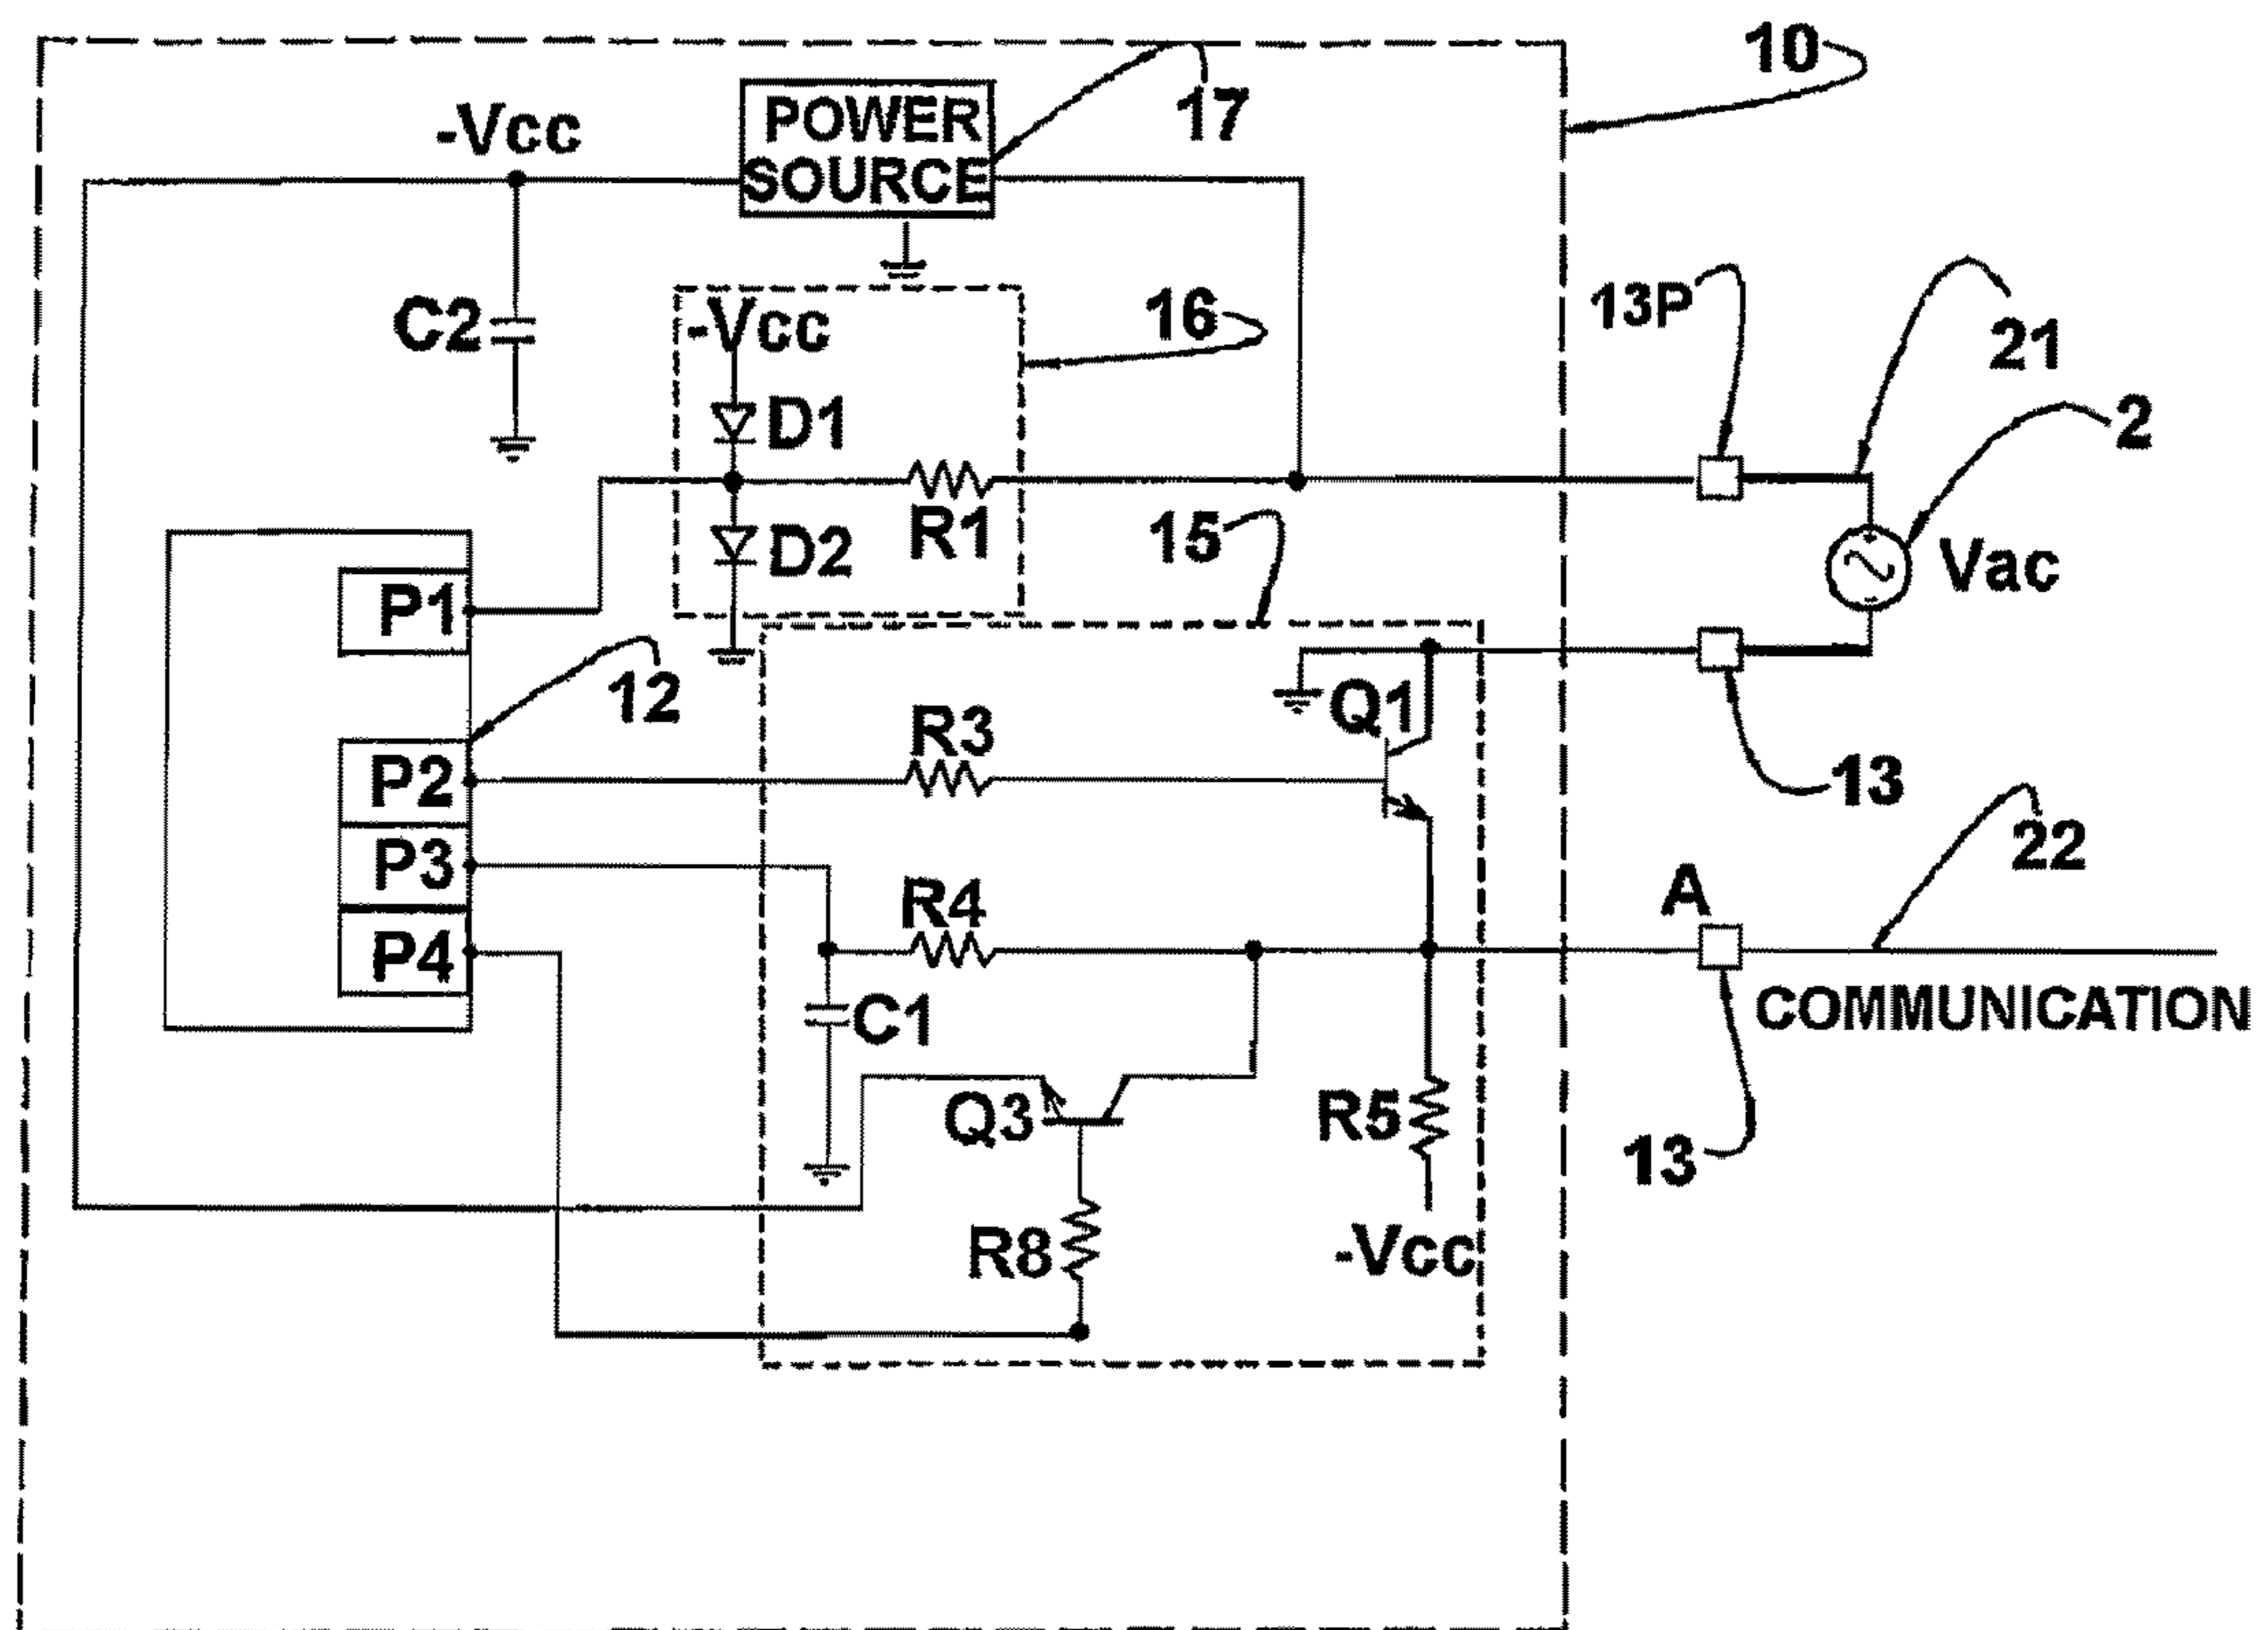 10
-Vcc
POWER
SOURCE
17
C2
-Vcc
16
13P
21
D1
2
R1
D2
15
Vac
P1
12
Q1
13
R3
P2
22
P3
A
R4
P4
C1
COMMUNICATION
Q3
R5
13
R8
-Vcc